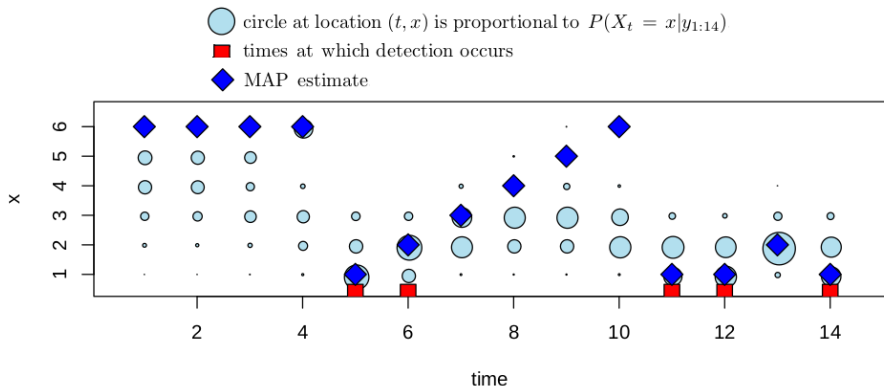 circle at location (t, x) is proportional to P(X_t = x|y_{1:14})
times at which detection occurs
MAP estimate
6
5
4
3
2
1
x
2 4 6 8 10 12 14
time